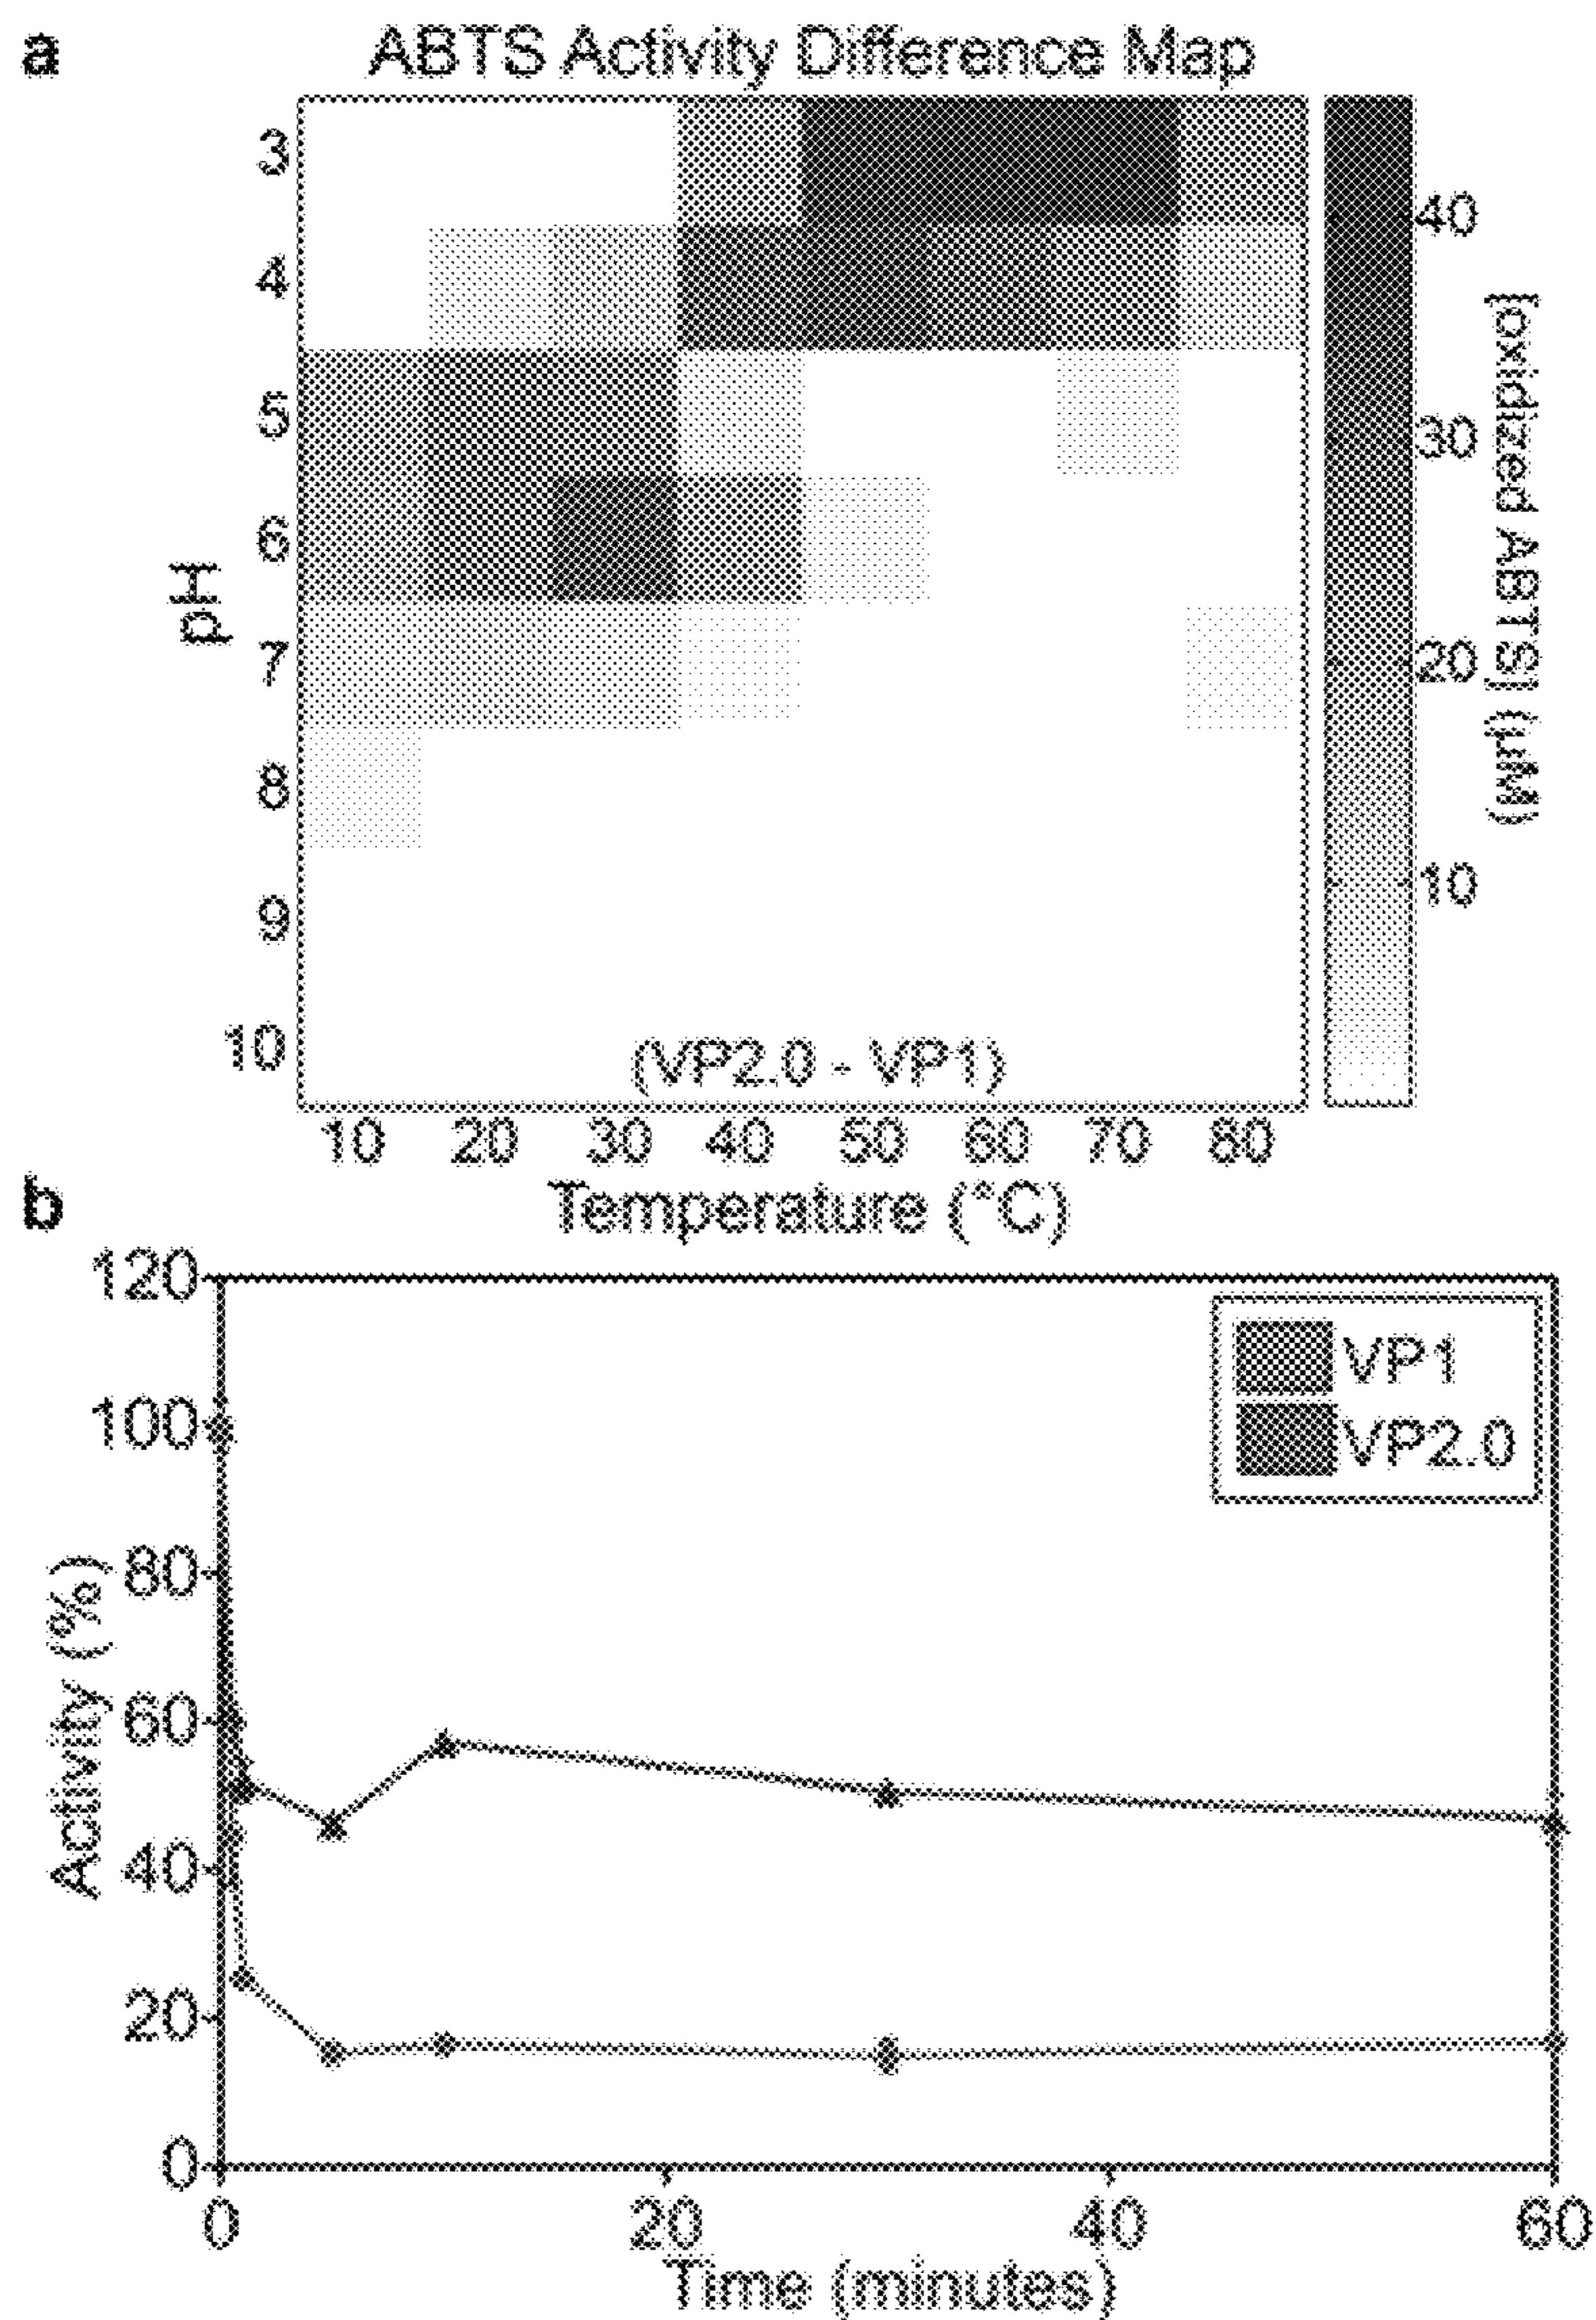 a
ABTS Activity Difference Map
3
4
5
6
7
8
9
10
pH
(VP2.0 - VP1)
10 20 30 40 50 60 70 80
Temperature (°C)
40
30
20
10
[oxidized ABTS] (µM)
b
120
100
80
60
40
20
0
Activity (%)
VP1
VP2.0
0 20 40 60
Time (minutes)